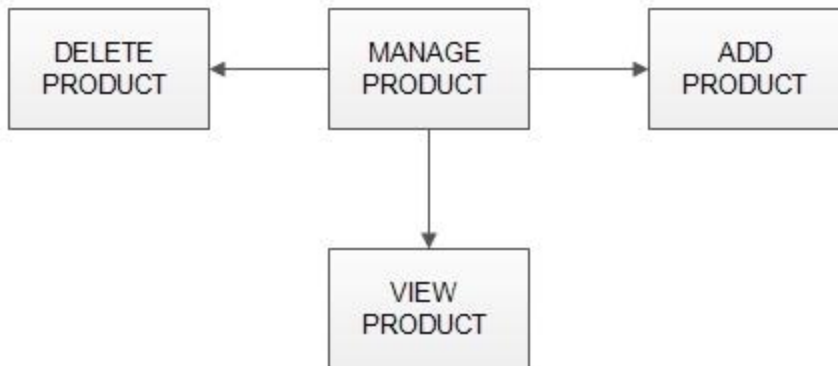 DELETE
PRODUCT
MANAGE
PRODUCT
ADD
PRODUCT
VIEW
PRODUCT